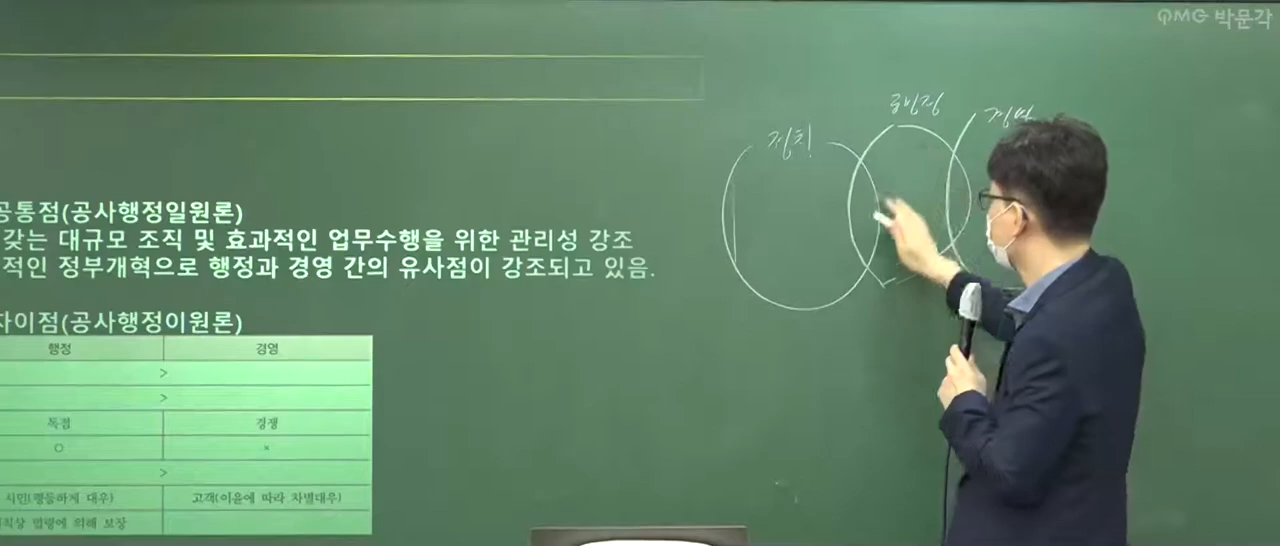 PMG 박문각
정치
공통점(공사행정일원론)
갖는 대규모 조직 및 효과적인 업무수행을 위한 관리성 강조
적인 정부개혁으로 행정과 경영 간의 유사점이 강조되고 있음.
차이점(공사행정이원론)
행정 경영
>
>
독점 경쟁
○ ×
>
시민(평등하게 대우) 고객(이윤에 따라 차별대우)
법령에 의해 보장